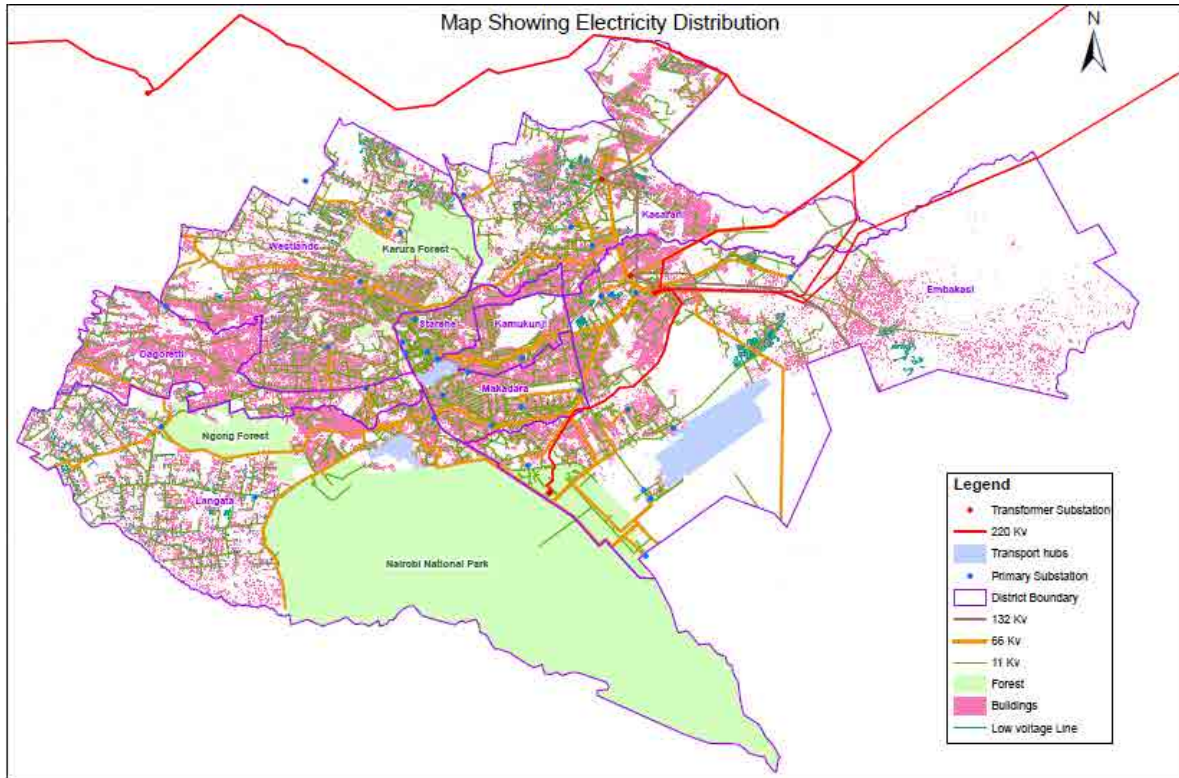 Map Showing Electricity Distribution
N
Kasarani
Westlands
Karura Forest
Embakasi
Starehe
Kamukunji
Dagoretti
Makadara
Ngong Forest
Langata
Nairobi National Park
Legend
Transformer Substation
220 Kv
Transport hubs
Primary Substation
District Boundary
132 Kv
66 Kv
11 Kv
Forest
Buildings
Low voltage Line